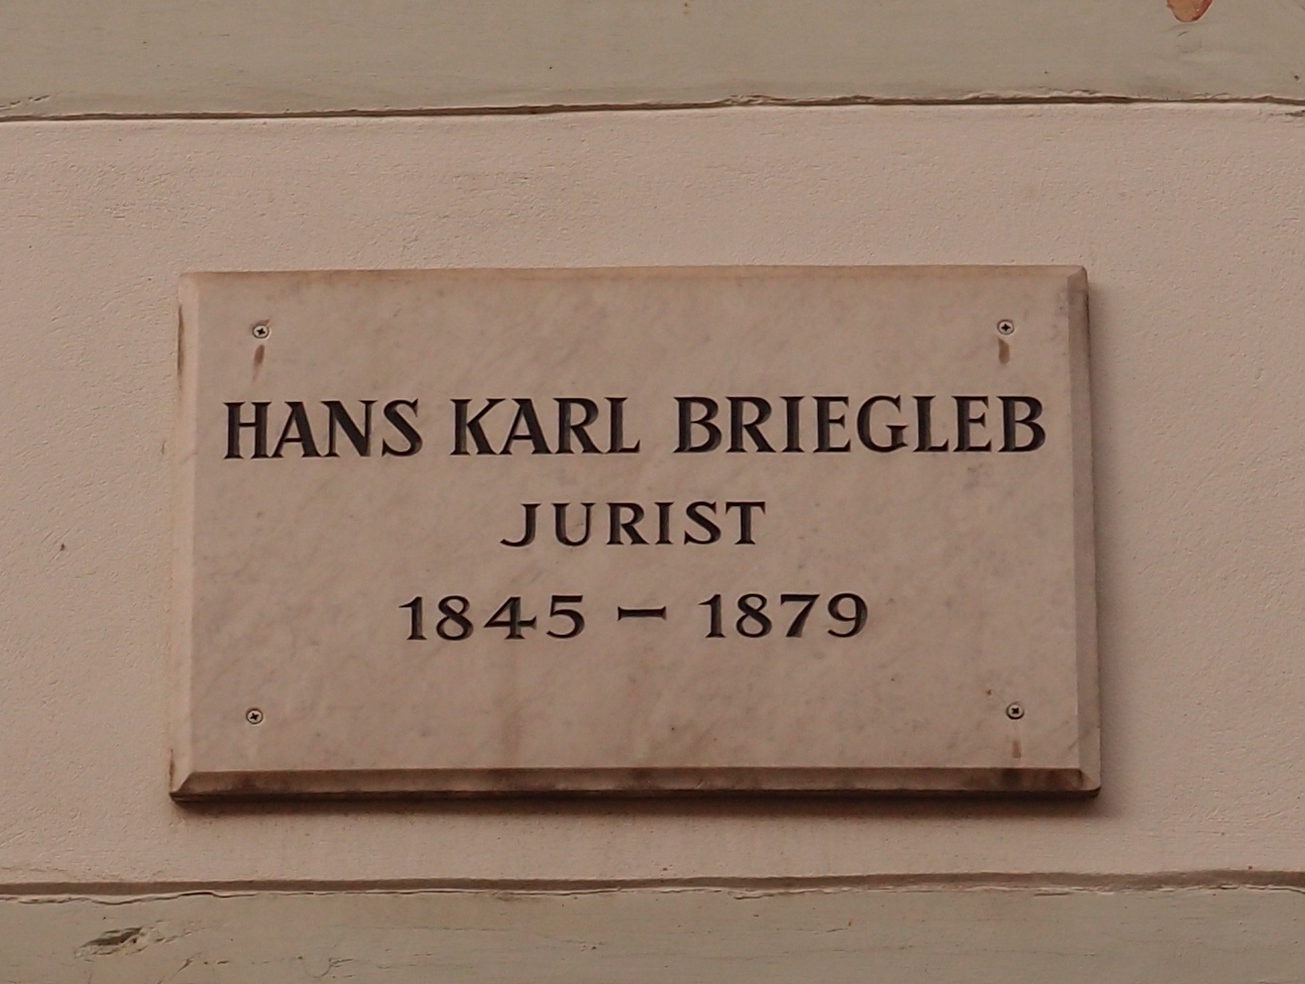 HANS KARL BRIEGLEB
JURIST
1845 – 1879